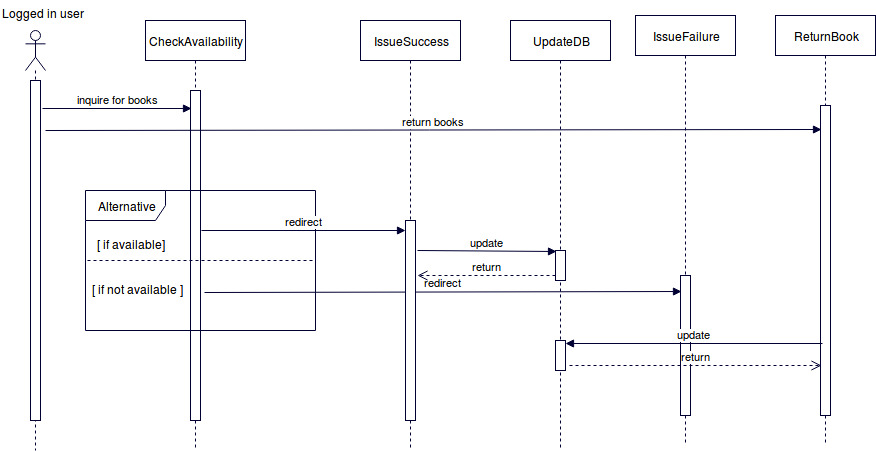 Logged in user
CheckAvailability
IssueSuccess
UpdateDB
IssueFailure
ReturnBook
inquire for books
return books
Alternative
redirect
[ if available]
update
return
redirect
[ if not available ]
update
return